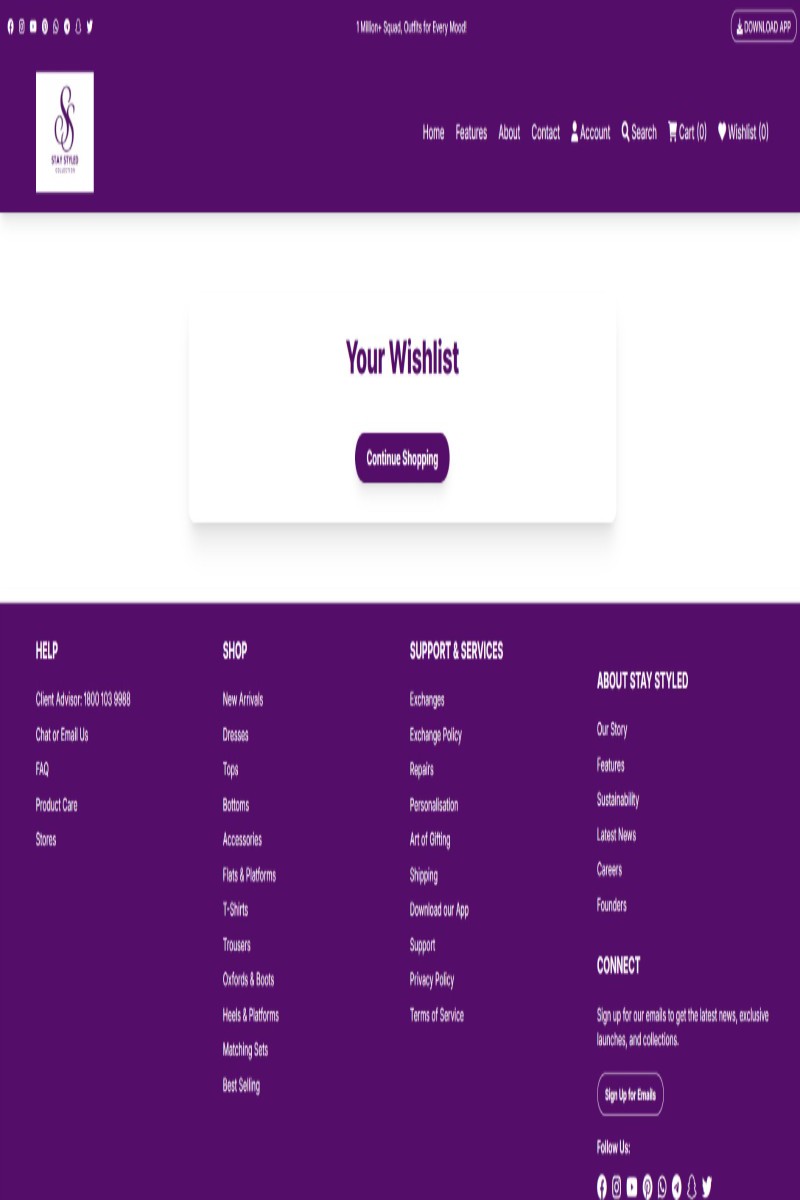 1 Million+ Squad, Outfits for Every Mood!
DOWNLOAD APP
STAY STYLED
COLLECTION
Home Features About Contact Account Search Cart (0) Wishlist (0)
Your Wishlist
Continue Shopping
HELP
Client Advisor: 1800 103 9988
Chat or Email Us
FAQ
Product Care
Stores
SHOP
New Arrivals
Dresses
Tops
Bottoms
Accessories
Flats & Platforms
T-Shirts
Trousers
Oxfords & Boots
Heels & Platforms
Matching Sets
Best Selling
SUPPORT & SERVICES
Exchanges
Exchange Policy
Repairs
Personalisation
Art of Gifting
Shipping
Download our App
Support
Privacy Policy
Terms of Service
ABOUT STAY STYLED
Our Story
Features
Sustainability
Latest News
Careers
Founders
CONNECT
Sign up for our emails to get the latest news, exclusive
launches, and collections.
Sign Up for Emails
Follow Us: